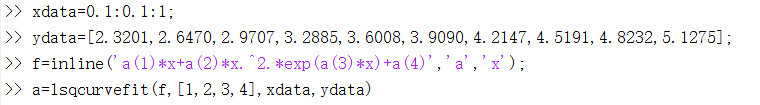 >> xdata=0.1:0.1:1;
>> ydata=[2.3201,2.6470,2.9707,3.2885,3.6008,3.9090,4.2147,4.5191,4.8232,5.1275];
>> f=inline('a(1)*x+a(2)*x.^2.*exp(a(3)*x)+a(4)','a','x');
>> a=lsqcurvefit(f,[1,2,3,4],xdata,ydata)